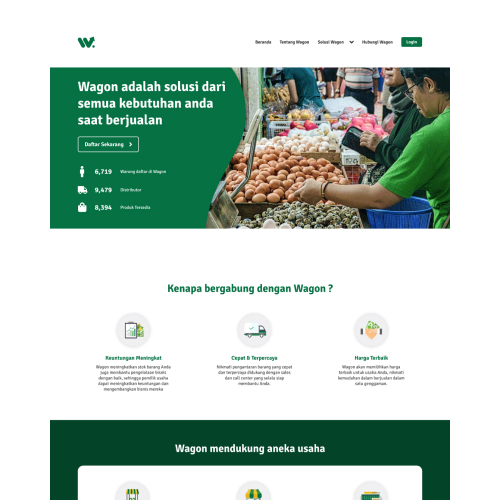 W.
Beranda Tentang Wagon Solusi Wagon Hubungi Wagon Login
Wagon adalah solusi dari
semua kebutuhan anda
saat berjualan
Daftar Sekarang
6,719 Warung daftar di Wagon
9,479 Distributor
8,394 Produk Tersedia
Kenapa bergabung dengan Wagon ?
Keuntungan Meningkat
Wagon meningkatkan stok barang Anda
juga membantu pengelolaan bisnis
dengan baik, sehingga pemilik usaha
dapat meningkatkan keuntungan dan
mengembangkan bisnis mereka
Cepat & Terpercaya
Nikmati pengantaran barang yang cepat
dan terpercaya didukung dengan sales
dan call center yang selalu siap
membantu Anda.
Harga Terbaik
Wagon akan memilihkan harga
terbaik untuk usaha Anda, nikmati
kemudahan dalam berjualan dalam
satu genggaman.
Wagon mendukung aneka usaha